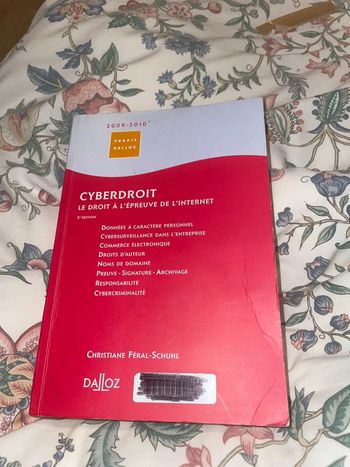 2009-2010
PRAXIS
DALLOZ
CYBERDROIT
LE DROIT À L'ÉPREUVE DE L'INTERNET
5e ÉDITION
DONNÉES À CARACTÈRE PERSONNEL
CYBERSURVEILLANCE DANS L'ENTREPRISE
COMMERCE ÉLECTRONIQUE
DROITS D'AUTEUR
NOMS DE DOMAINE
PREUVE - SIGNATURE - ARCHIVAGE
RESPONSABILITÉ
CYBERCRIMINALITÉ
CHRISTIANE FÉRAL-SCHUHL
DALLOZ